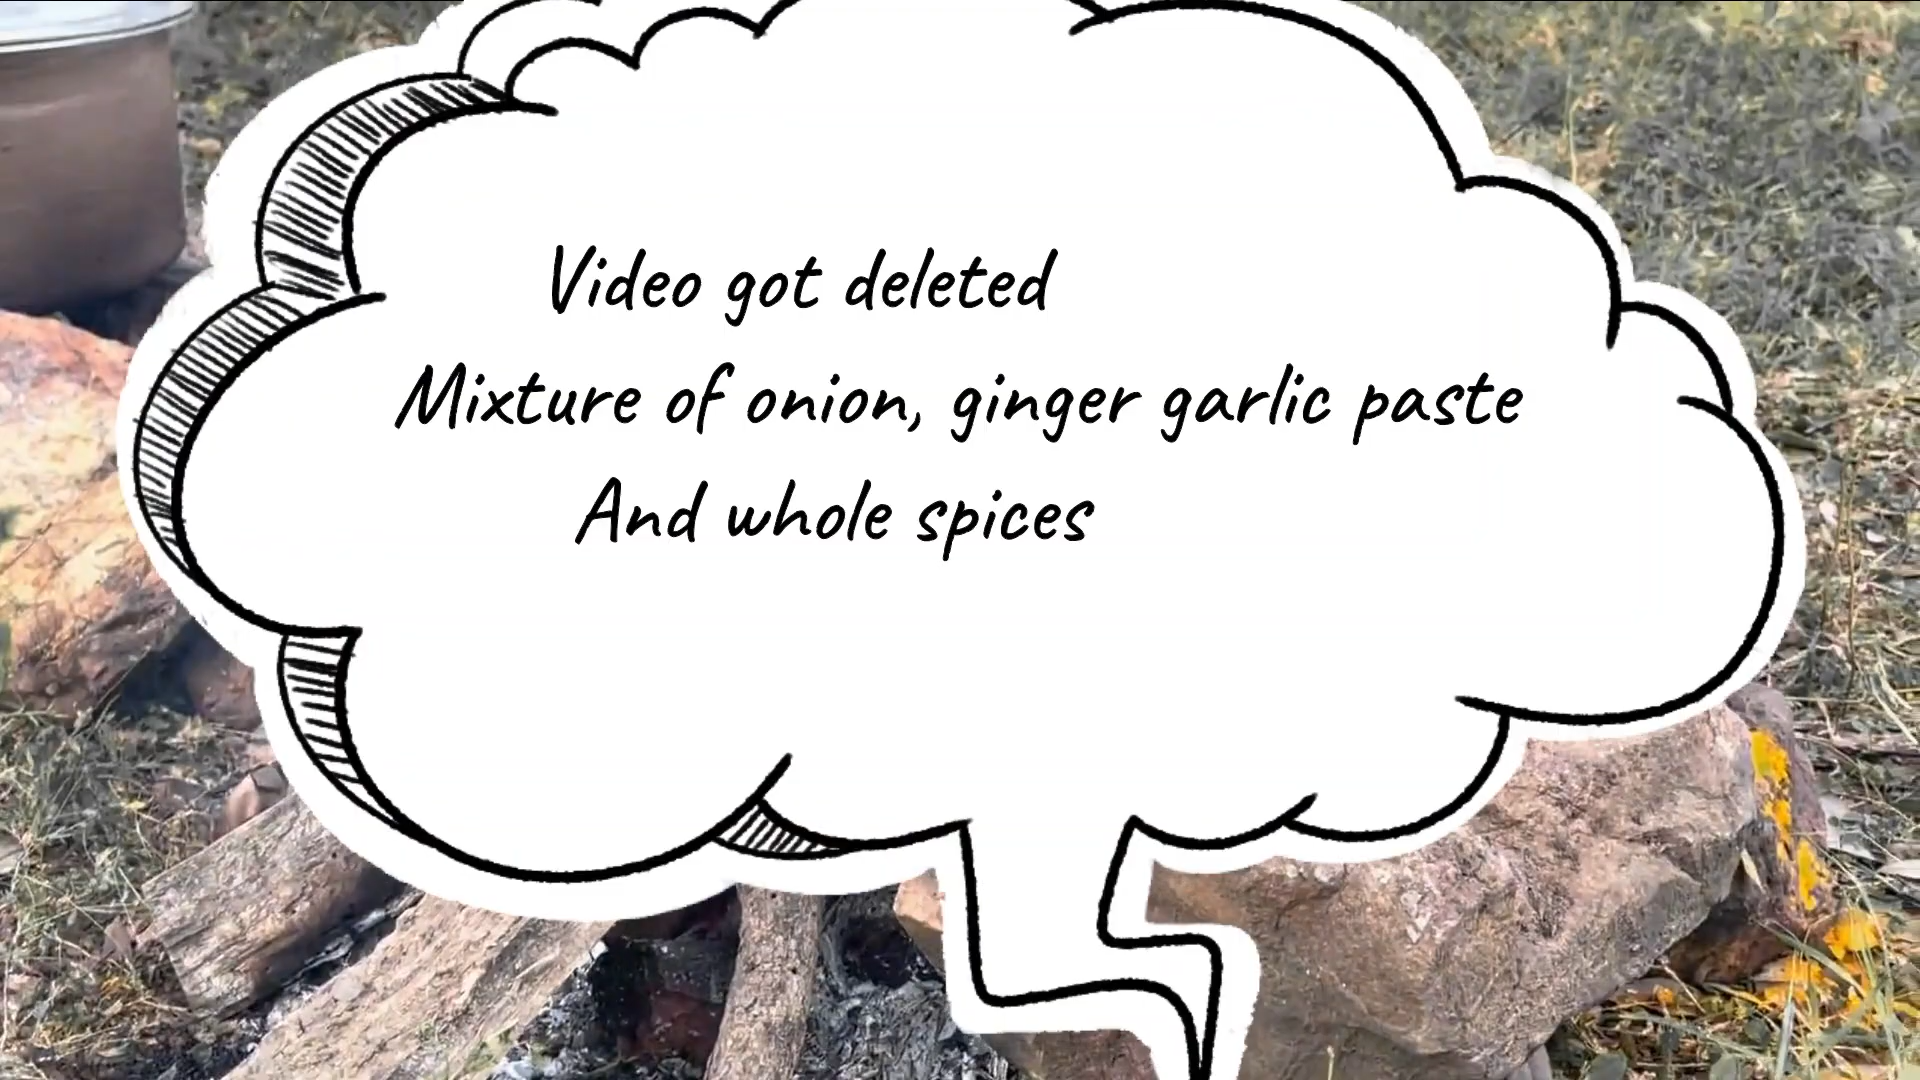 Video got deleted
Mixture of onion, ginger garlic paste
And whole spices